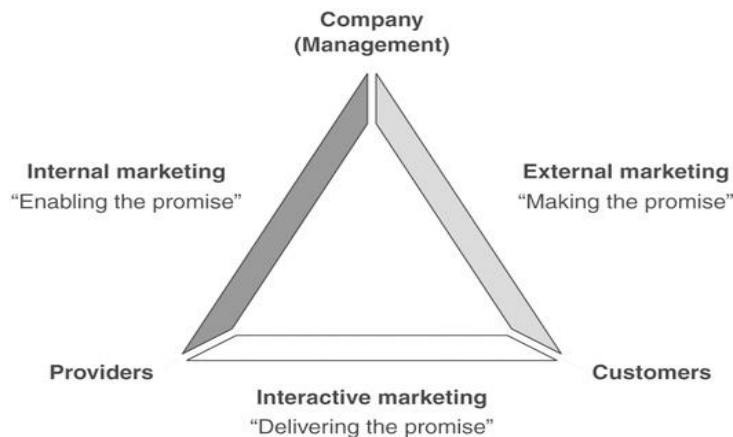 Company
(Management)
Internal marketing
“Enabling the promise”
External marketing
“Making the promise”
Providers
Customers
Interactive marketing
“Delivering the promise”